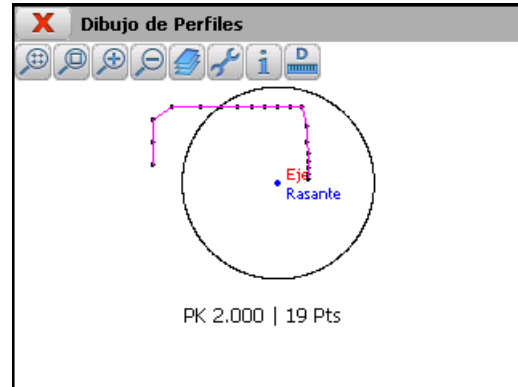 X Dibujo de Perfiles
i D
Eje
Rasante
PK 2.000 | 19 Pts